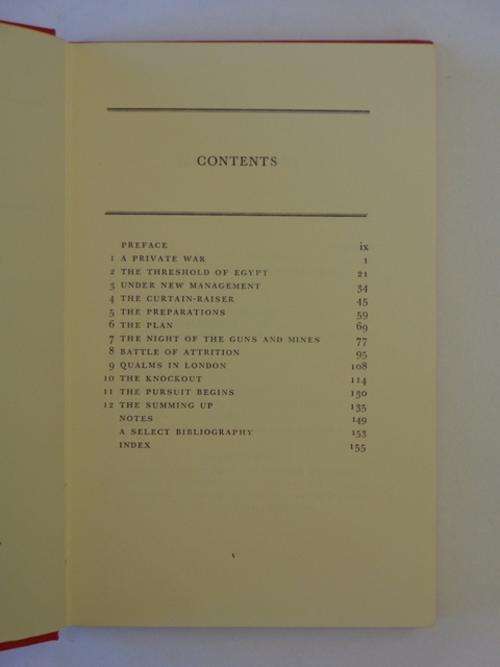 CONTENTS
PREFACE ix
1 A PRIVATE WAR 1
2 THE THRESHOLD OF EGYPT 21
3 UNDER NEW MANAGEMENT 34
4 THE CURTAIN-RAISER 45
5 THE PREPARATIONS 59
6 THE PLAN 69
7 THE NIGHT OF THE GUNS AND MINES 77
8 BATTLE OF ATTRITION 95
9 QUALMS IN LONDON 108
10 THE KNOCKOUT 114
11 THE PURSUIT BEGINS 130
12 THE SUMMING UP 135
NOTES 149
A SELECT BIBLIOGRAPHY 153
INDEX 155
v